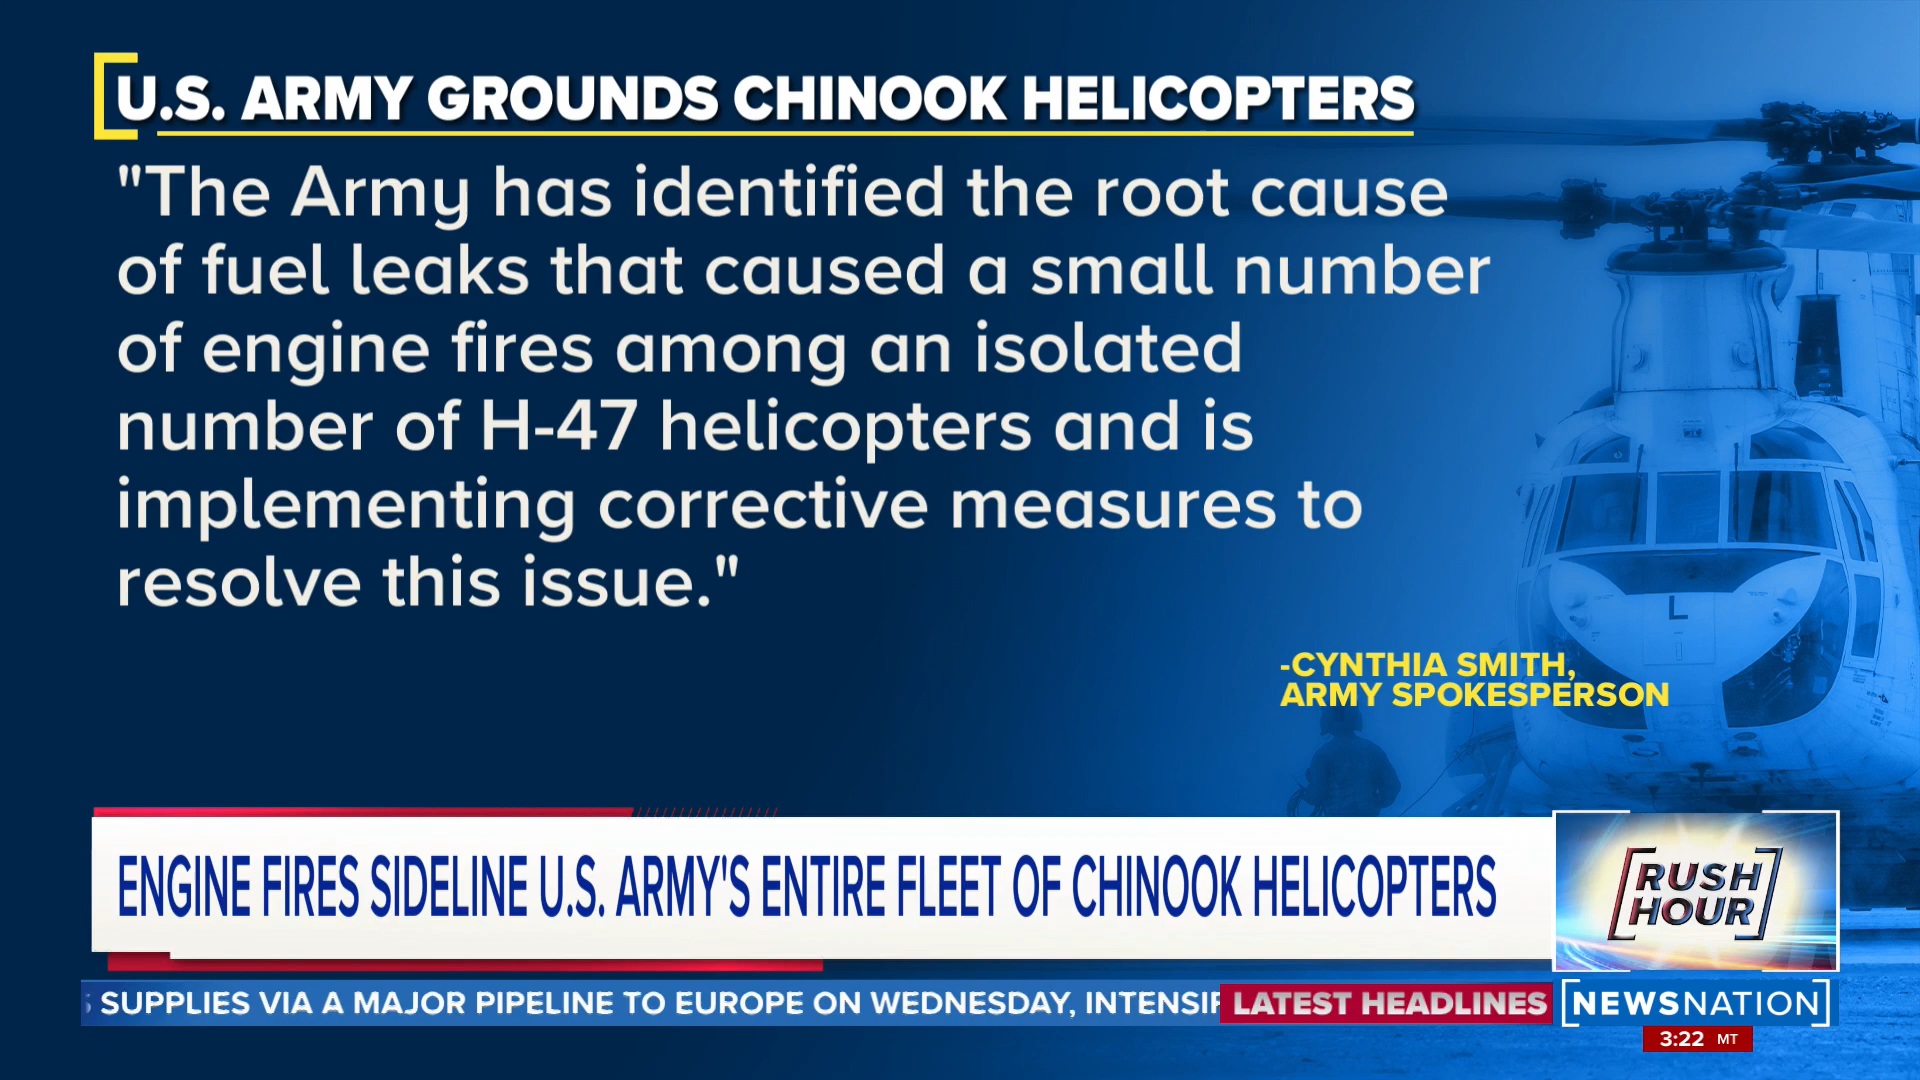 U.S. ARMY GROUNDS CHINOOK HELICOPTERS
"The Army has identified the root cause
of fuel leaks that caused a small number
of engine fires among an isolated
number of H-47 helicopters and is
implementing corrective measures to
resolve this issue."
-CYNTHIA SMITH,
ARMY SPOKESPERSON
L
ENGINE FIRES SIDELINE U.S. ARMY'S ENTIRE FLEET OF CHINOOK HELICOPTERS
RUSH
HOUR
SUPPLIES VIA A MAJOR PIPELINE TO EUROPE ON WEDNESDAY, LATEST HEADLINES
NEWSNATION
3:22 MT